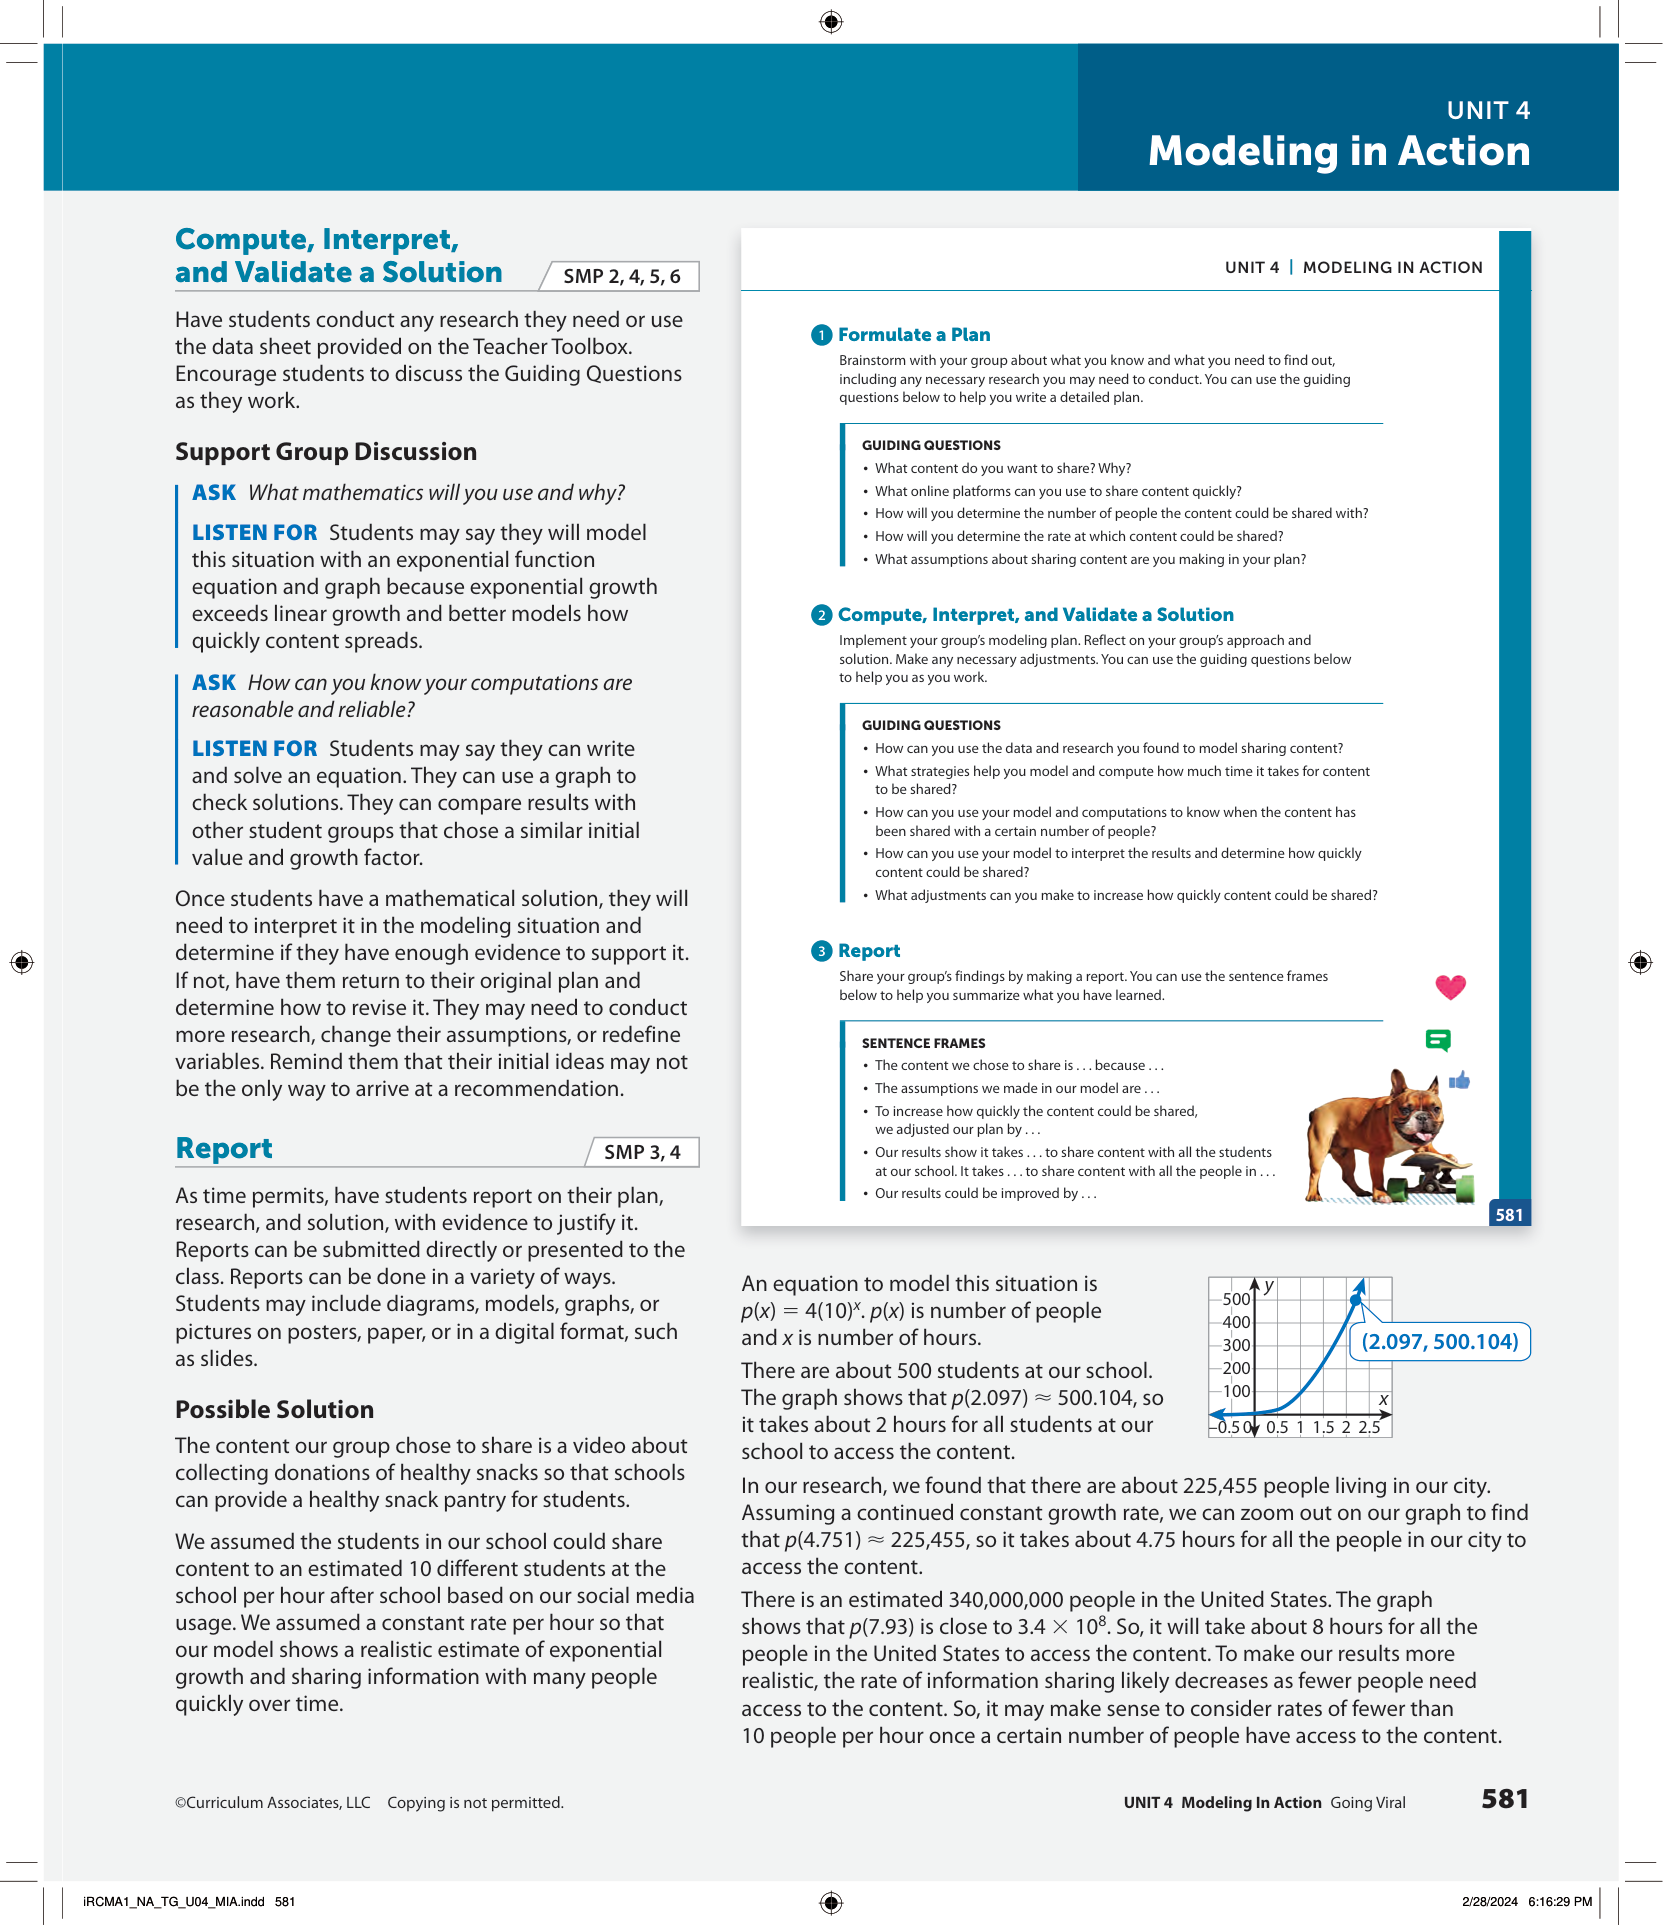 UNIT 4
Modeling in Action
Compute, Interpret,
and Validate a Solution
SMP 2, 4, 5, 6
Have students conduct any research they need or use
the data sheet provided on the Teacher Toolbox.
Encourage students to discuss the Guiding Questions
as they work.
Support Group Discussion
ASK What mathematics will you use and why?
LISTEN FOR Students may say they will model
this situation with an exponential function
equation and graph because exponential growth
exceeds linear growth and better models how
quickly content spreads.
ASK How can you know your computations are
reasonable and reliable?
LISTEN FOR Students may say they can write
and solve an equation. They can use a graph to
check solutions. They can compare results with
other student groups that chose a similar initial
value and growth factor.
Once students have a mathematical solution, they will
need to interpret it in the modeling situation and
determine if they have enough evidence to support it.
If not, have them return to their original plan and
determine how to revise it. They may need to conduct
more research, change their assumptions, or redefine
variables. Remind them that their initial ideas may not
be the only way to arrive at a recommendation.
Report
SMP 3, 4
As time permits, have students report on their plan,
research, and solution, with evidence to justify it.
Reports can be submitted directly or presented to the
class. Reports can be done in a variety of ways.
Students may include diagrams, models, graphs, or
pictures on posters, paper, or in a digital format, such
as slides.
Possible Solution
The content our group chose to share is a video about
collecting donations of healthy snacks so that schools
can provide a healthy snack pantry for students.
We assumed the students in our school could share
content to an estimated 10 different students at the
school per hour after school based on our social media
usage. We assumed a constant rate per hour so that
our model shows a realistic estimate of exponential
growth and sharing information with many people
quickly over time.
UNIT 4 | MODELING IN ACTION
1 Formulate a Plan
Brainstorm with your group about what you know and what you need to find out,
including any necessary research you may need to conduct. You can use the guiding
questions below to help you write a detailed plan.
GUIDING QUESTIONS
• What content do you want to share? Why?
• What online platforms can you use to share content quickly?
• How will you determine the number of people the content could be shared with?
• How will you determine the rate at which content could be shared?
• What assumptions about sharing content are you making in your plan?
2 Compute, Interpret, and Validate a Solution
Implement your group's modeling plan. Reflect on your group's approach and
solution. Make any necessary adjustments. You can use the guiding questions below
to help you as you work.
GUIDING QUESTIONS
• How can you use the data and research you found to model sharing content?
• What strategies help you model and compute how much time it takes for content
to be shared?
• How can you use your model and computations to know when the content has
been shared with a certain number of people?
• How can you use your model to interpret the results and determine how quickly
content could be shared?
• What adjustments can you make to increase how quickly content could be shared?
3 Report
Share your group's findings by making a report. You can use the sentence frames
below to help you summarize what you have learned.
SENTENCE FRAMES
• The content we chose to share is . . . because . . .
• The assumptions we made in our model are . . .
• To increase how quickly the content could be shared,
we adjusted our plan by . . .
• Our results show it takes . . . to share content with all the students
at our school. It takes . . . to share content with all the people in . . .
• Our results could be improved by . . .
581
An equation to model this situation is
p(x) = 4(10)ˣ. p(x) is number of people
and x is number of hours.
There are about 500 students at our school.
The graph shows that p(2.097) ≈ 500.104, so
it takes about 2 hours for all students at our
school to access the content.
y
500
400
300
200
100
(2.097, 500.104)
x
–0.5 0 0.5 1 1.5 2 2.5
In our research, we found that there are about 225,455 people living in our city.
Assuming a continued constant growth rate, we can zoom out on our graph to find
that p(4.751) ≈ 225,455, so it takes about 4.75 hours for all the people in our city to
access the content.
There is an estimated 340,000,000 people in the United States. The graph
shows that p(7.93) is close to 3.4 × 10⁸. So, it will take about 8 hours for all the
people in the United States to access the content. To make our results more
realistic, the rate of information sharing likely decreases as fewer people need
access to the content. So, it may make sense to consider rates of fewer than
10 people per hour once a certain number of people have access to the content.
©Curriculum Associates, LLC Copying is not permitted.
UNIT 4 Modeling In Action Going Viral 581
iRCMA1_NA_TG_U04_MIA.indd 581
2/28/2024 6:16:29 PM